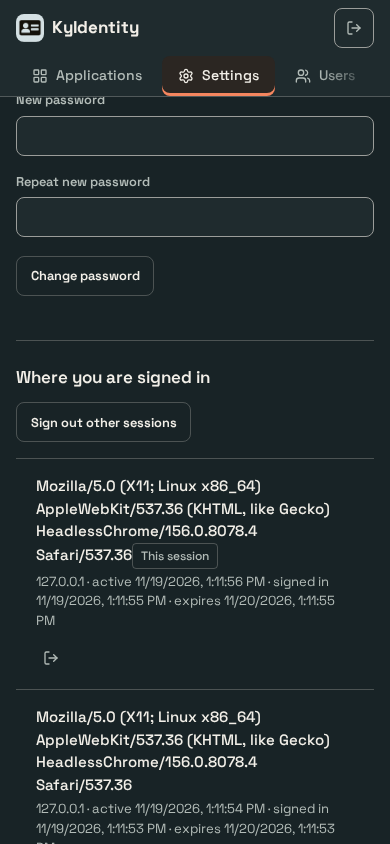 Kyldentity
Applications
Settings
Users
New password
Repeat new password
Change password
Where you are signed in
Sign out other sessions
Mozilla/5.0 (X11; Linux x86_64)
AppleWebKit/537.36 (KHTML, like Gecko)
HeadlessChrome/156.0.8078.4
Safari/537.36 This session
127.0.0.1 · active 11/19/2026, 1:11:56 PM · signed in
11/19/2026, 1:11:55 PM · expires 11/20/2026, 1:11:55
PM
Mozilla/5.0 (X11; Linux x86_64)
AppleWebKit/537.36 (KHTML, like Gecko)
HeadlessChrome/156.0.8078.4
Safari/537.36
127.0.0.1 · active 11/19/2026, 1:11:54 PM · signed in
11/19/2026, 1:11:53 PM · expires 11/20/2026, 1:11:53